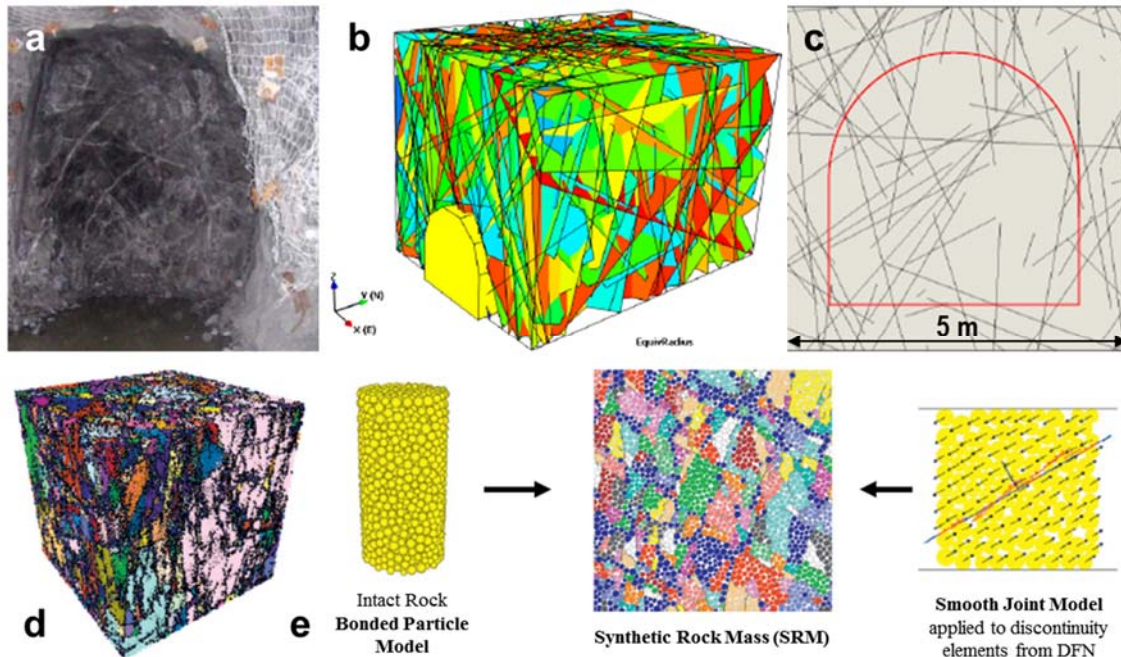 a
b
c
Z
Y (N)
X (E)
EquivRadius
5 m
d
e
Intact Rock
Bonded Particle
Model
Synthetic Rock Mass (SRM)
Smooth Joint Model
applied to discontinuity
elements from DFN